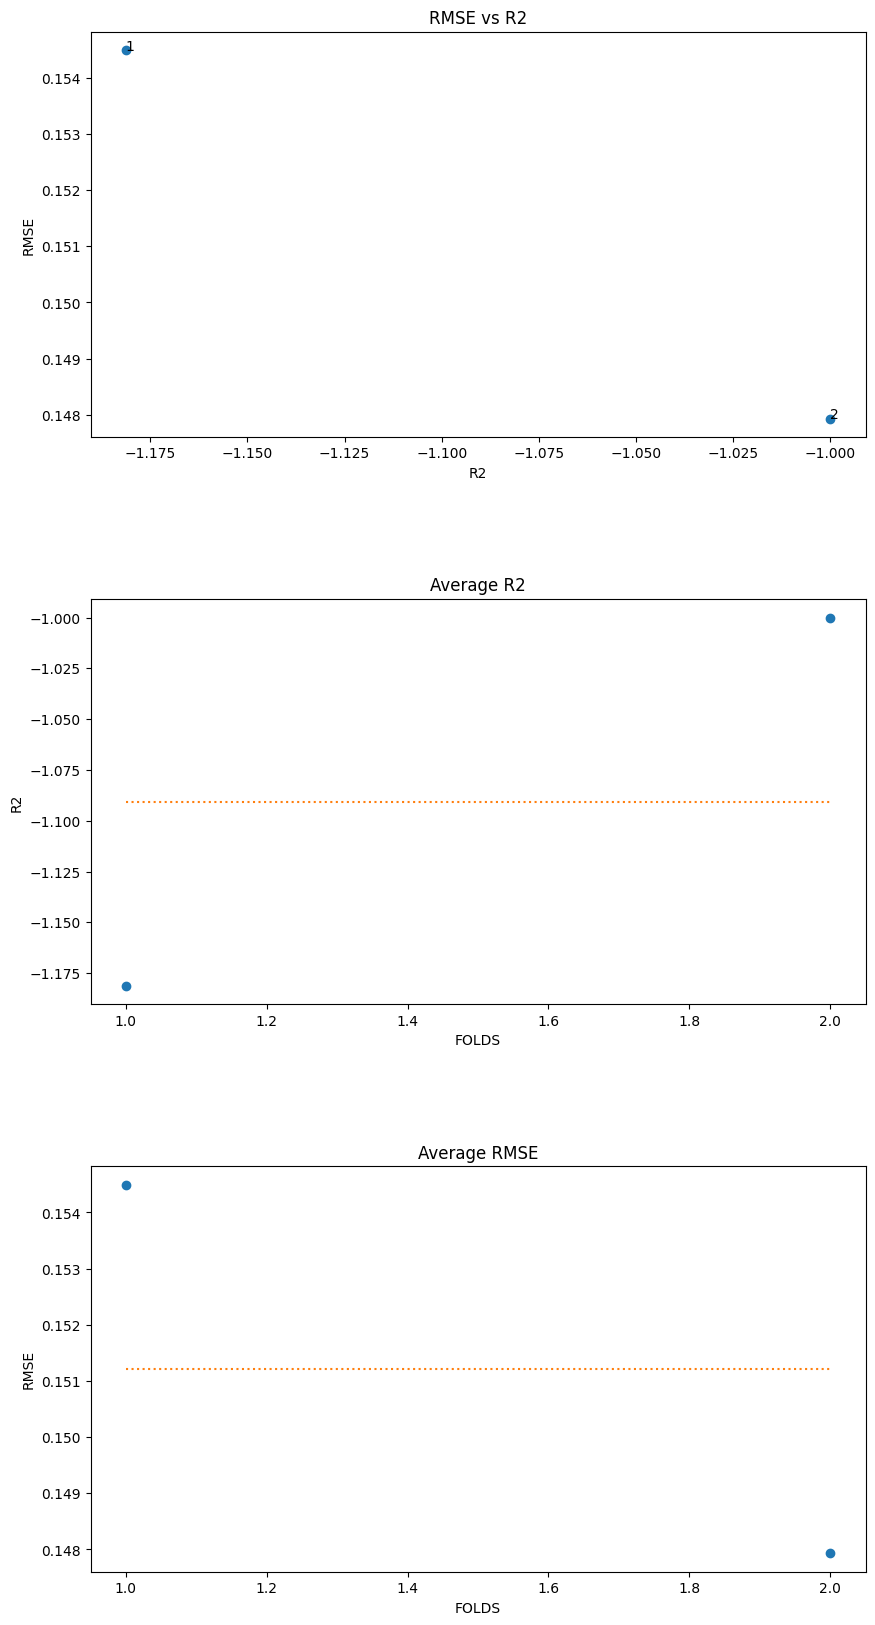 RMSE vs R2
1
0.154
0.153
0.152
0.151
0.150
0.149
0.148
RMSE
2
−1.175 −1.150 −1.125 −1.100 −1.075 −1.050 −1.025 −1.000
R2
Average R2
−1.000
−1.025
−1.050
−1.075
−1.100
−1.125
−1.150
−1.175
R2
1.0 1.2 1.4 1.6 1.8 2.0
FOLDS
Average RMSE
0.154
0.153
0.152
0.151
0.150
0.149
0.148
RMSE
1.0 1.2 1.4 1.6 1.8 2.0
FOLDS